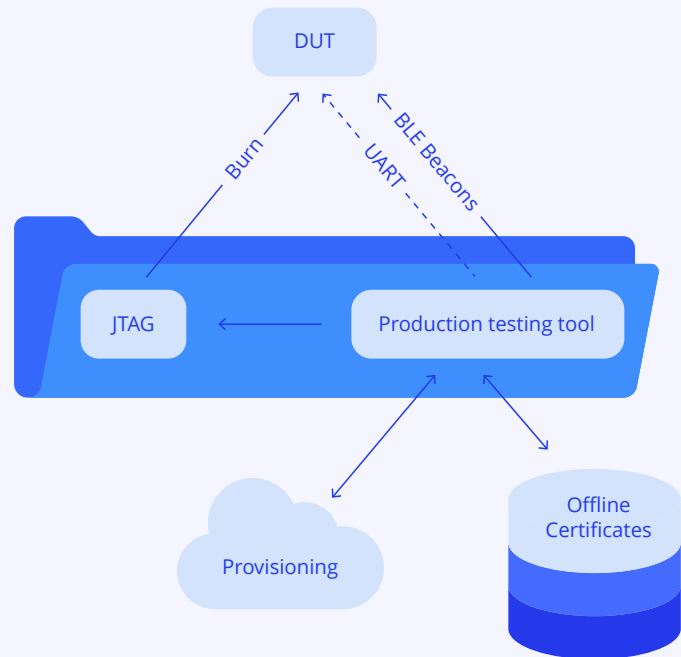 DUT
Burn
UART
BLE Beacons
JTAG
Production testing tool
Provisioning
Offline
Certificates